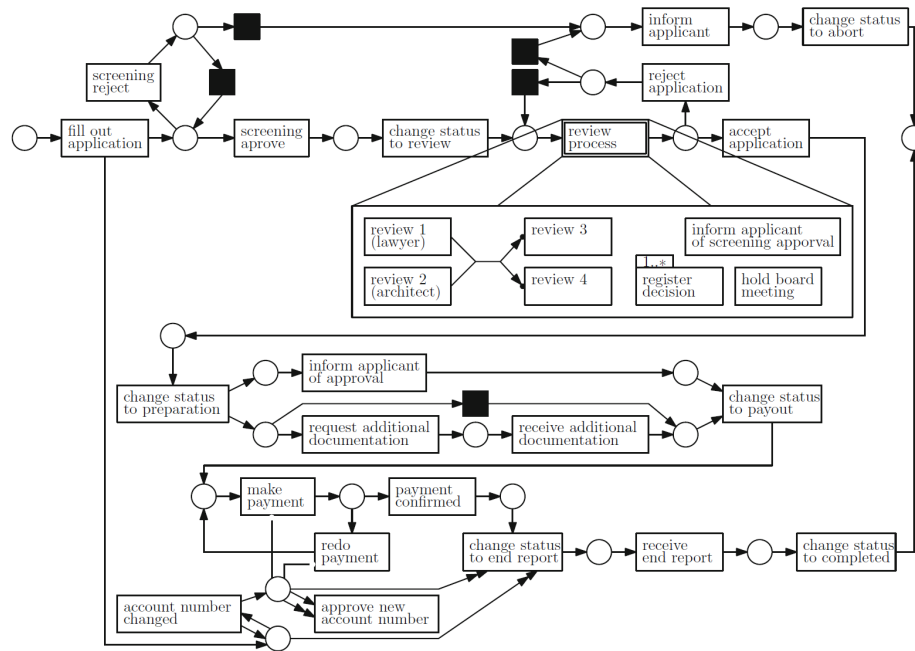 inform
applicant
change status
to abort
screening
reject
reject
application
fill out
application
screening
aprove
change status
to review
review
process
accept
application
review 1
(lawyer)
review 3
inform applicant
of screening apporval
review 2
(architect)
review 4
1..*
register
decision
hold board
meeting
inform applicant
of approval
change status
to preparation
change status
to payout
request additional
documentation
receive additional
documentation
make
payment
payment
confirmed
redo
payment
change status
to end report
receive
end report
change status
to completed
account number
changed
approve new
account number